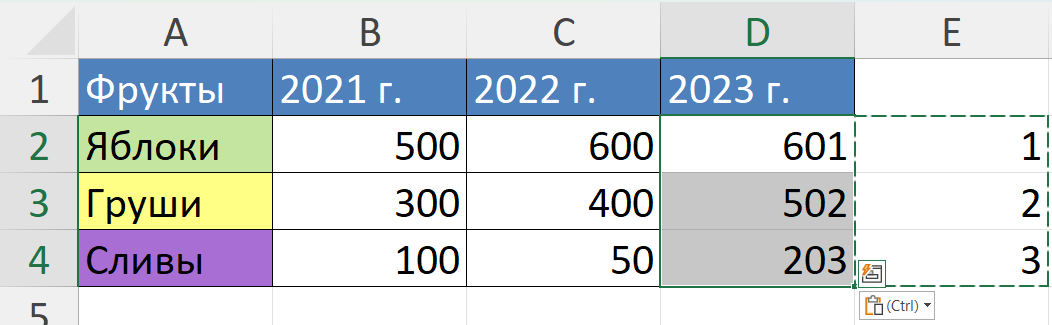 A B C D E
1 Фрукты 2021 г. 2022 г. 2023 г.
2 Яблоки 500 600 601 1
3 Груши 300 400 502 2
4 Сливы 100 50 203 3
5 (Ctrl)